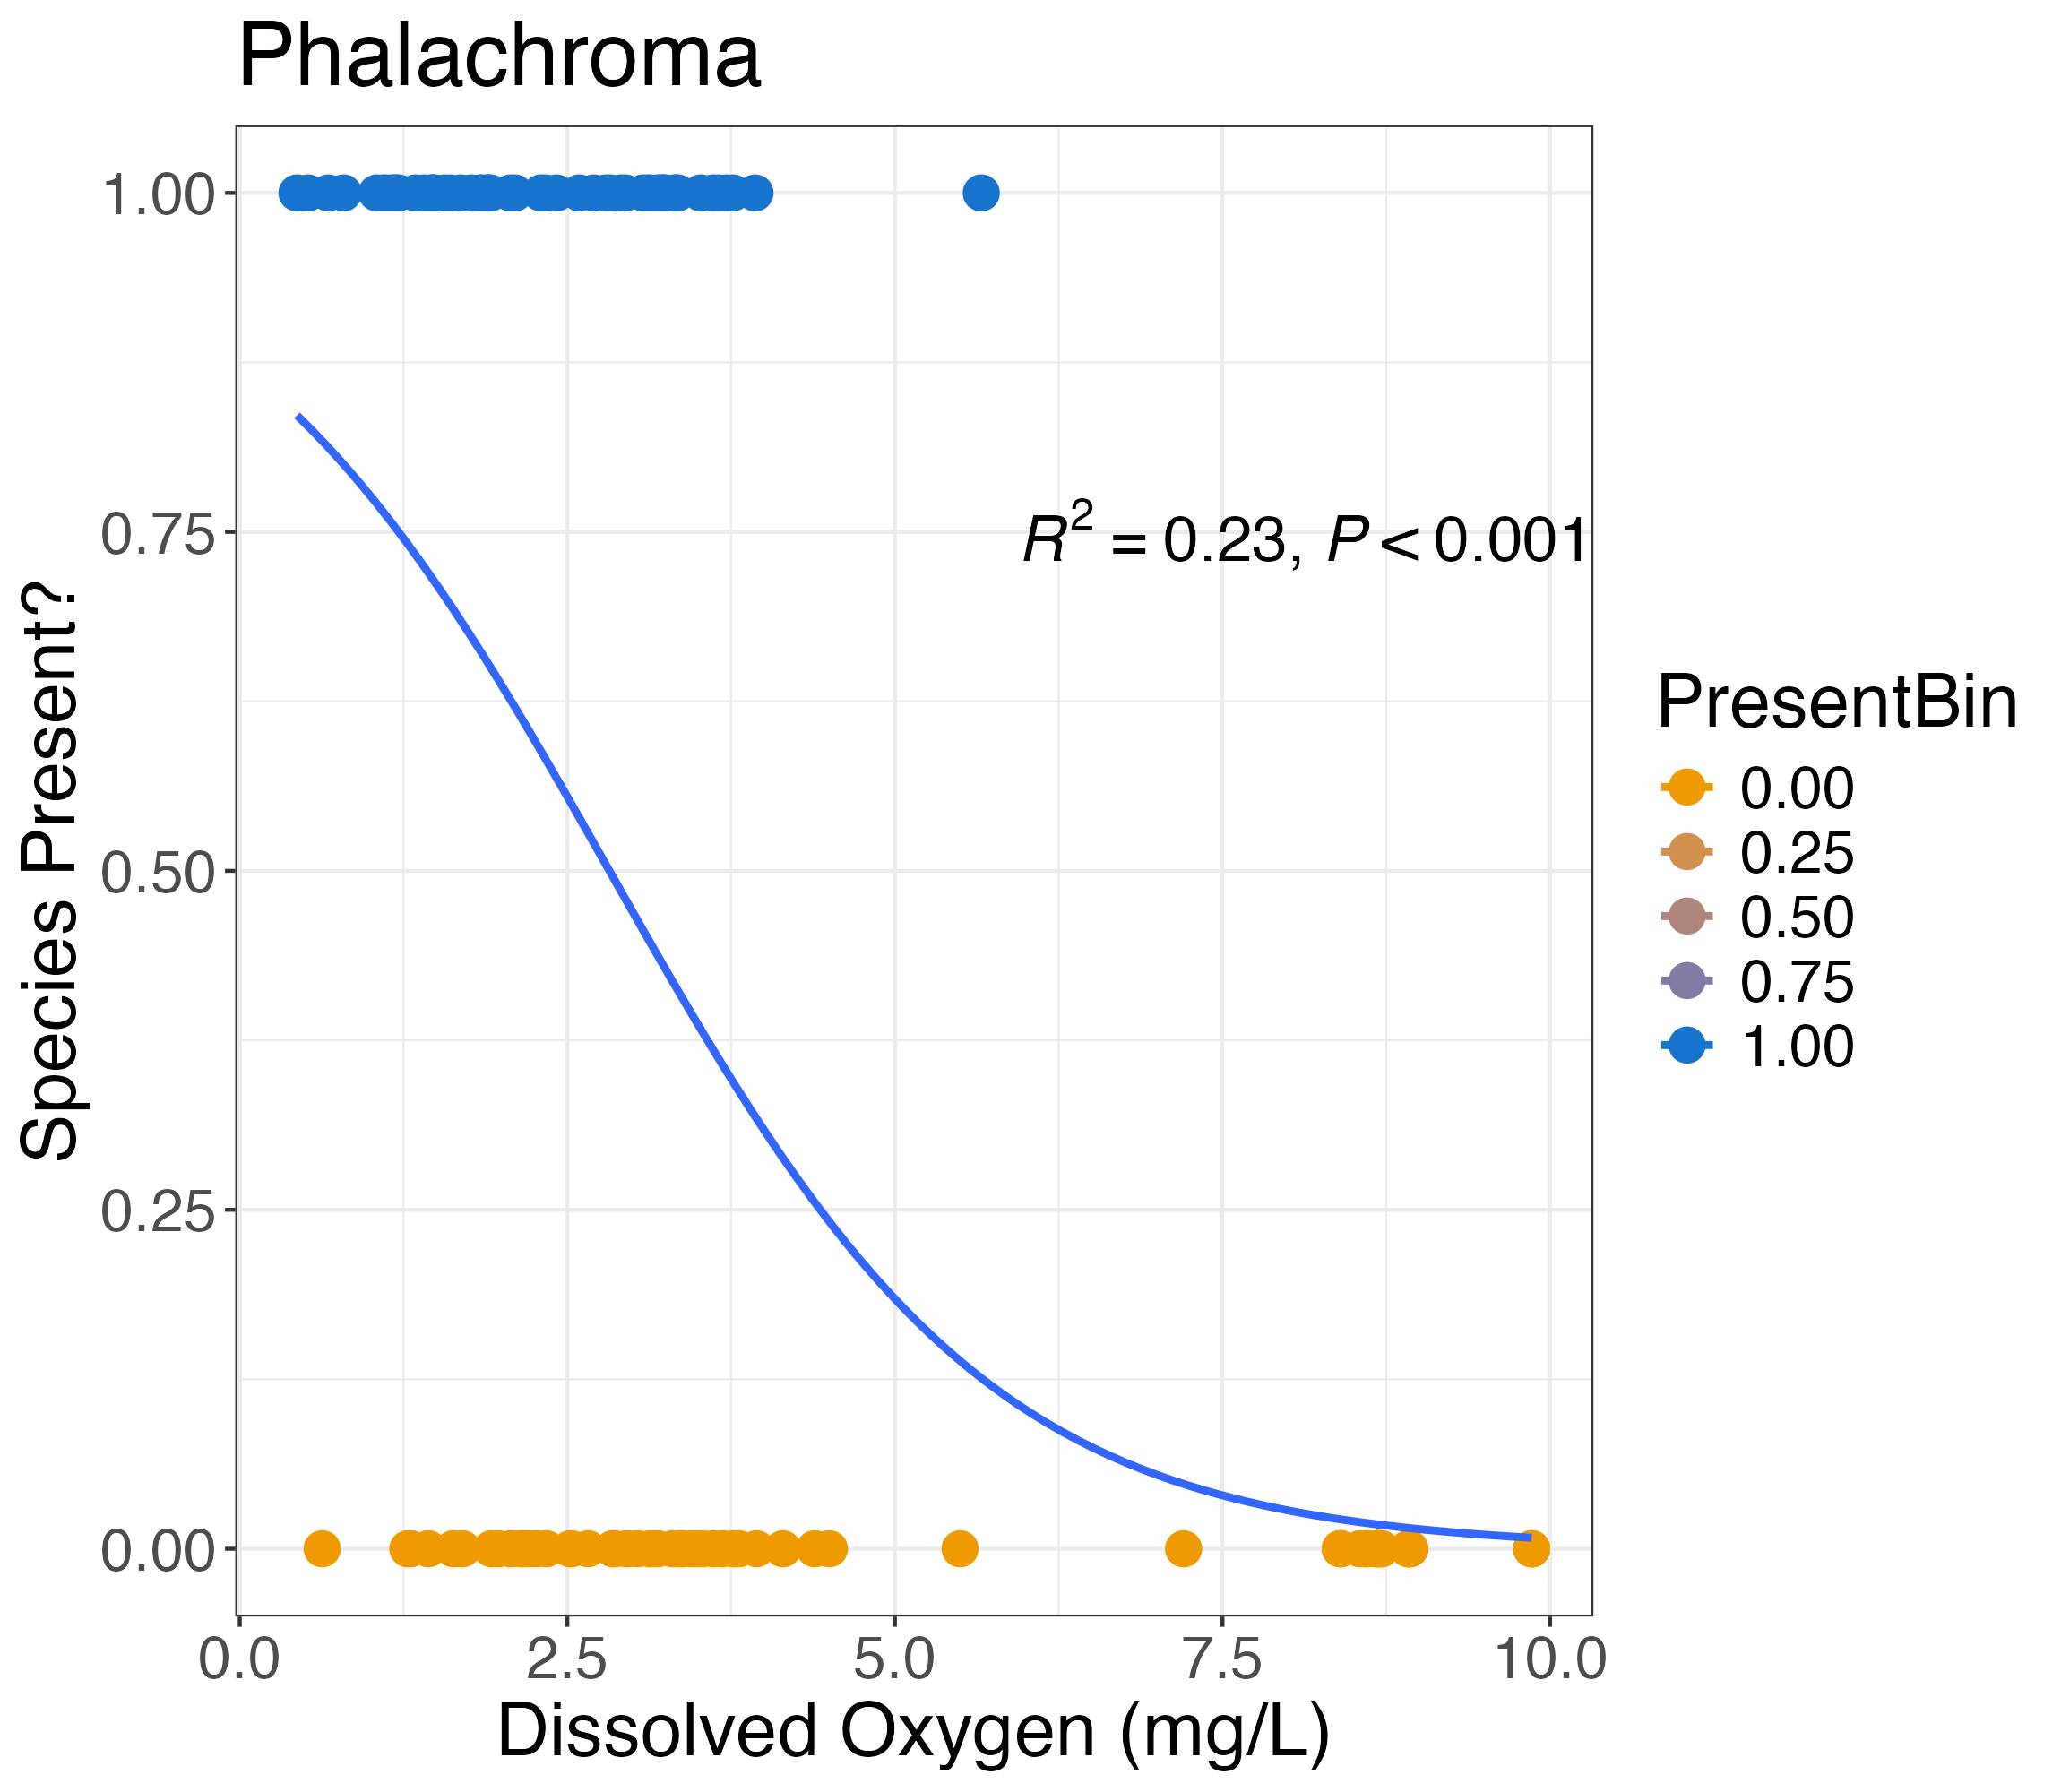 Phalachroma
1.00
0.75
0.50
0.25
0.00
Species Present?
R² = 0.23, P < 0.001
0.0 2.5 5.0 7.5 10.0
Dissolved Oxygen (mg/L)
PresentBin
0.00
0.25
0.50
0.75
1.00